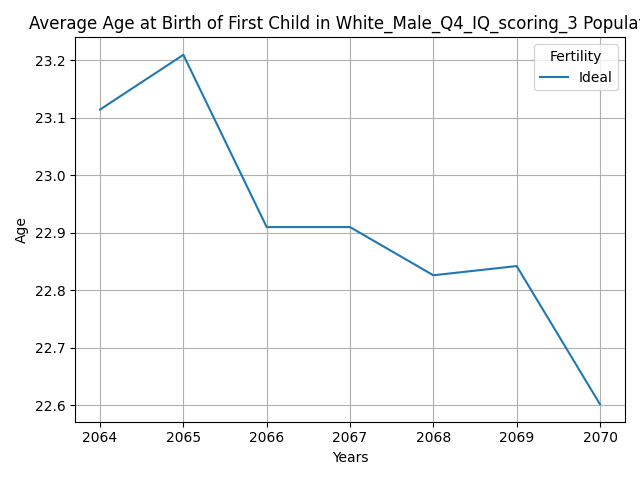 Average Age at Birth of First Child in White_Male_Q4_IQ_scoring_3
Fertility
Ideal
23.2
23.1
23.0
22.9
22.8
22.7
22.6
Age
2064 2065 2066 2067 2068 2069 2070
Years